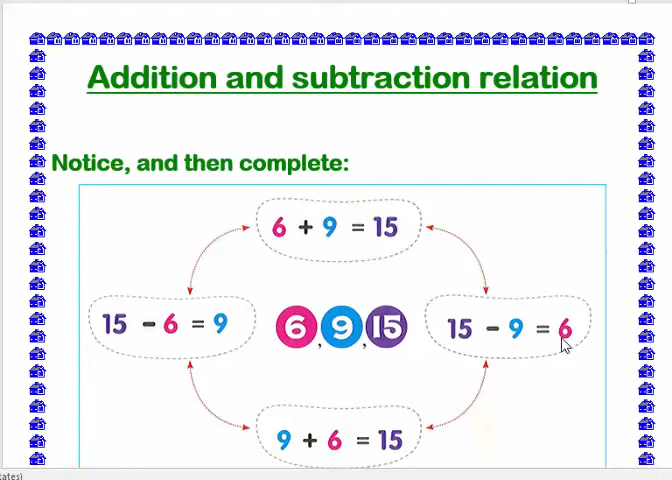 Addition and subtraction relation
Notice, and then complete:
6 + 9 = 15
15 - 6 = 9
6 , 9 , 15
15 - 9 = 6
9 + 6 = 15
tates)